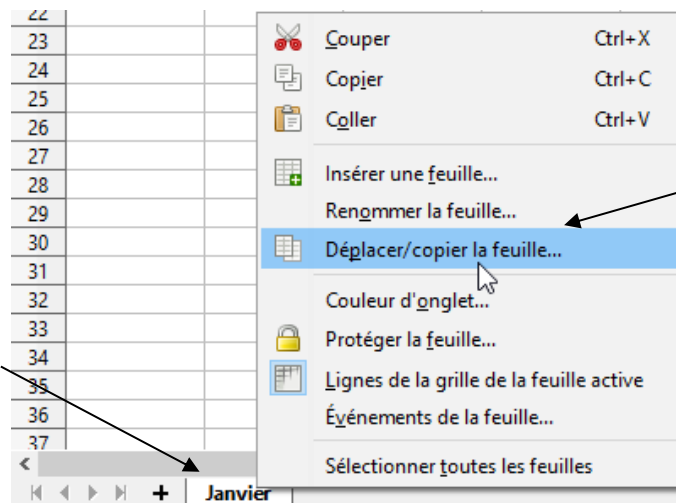 22
23
24
25
26
27
28
29
30
31
32
33
34
35
36
37
Couper Ctrl+X
Copier Ctrl+C
Coller Ctrl+V
Insérer une feuille...
Renommer la feuille...
Déplacer/copier la feuille...
Couleur d'onglet...
Protéger la feuille...
Lignes de la grille de la feuille active
Événements de la feuille...
Sélectionner toutes les feuilles
Janvier